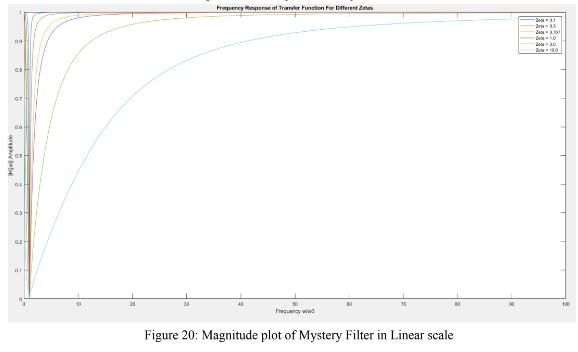 Frequency Response of Transfer Function For Different Zetas
|H(jw)| Amplitude
1
0.9
0.8
0.7
0.6
0.5
0.4
0.3
0.2
0.1
0
Zeta = 0.1
Zeta = 0.3
Zeta = 0.707
Zeta = 1.0
Zeta = 3.0
Zeta = 10.0
0 10 20 30 40 50 60 70 80 90 100
Frequency w/w0
Figure 20: Magnitude plot of Mystery Filter in Linear scale